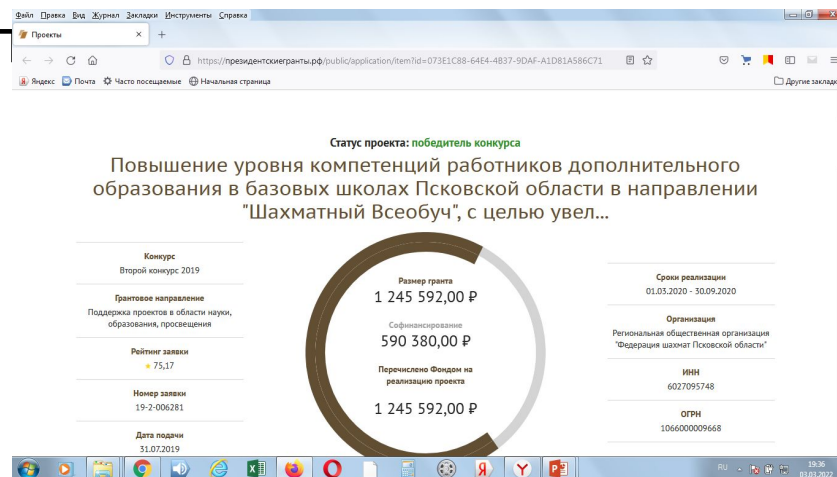 Файл Правка Вид Журнал Закладки Инструменты Справка
Проекты
https://президентскиегранты.рф/public/application/item?id=073E1C88-64E4-4B37-9DAF-A1D81A586C71
Яндекс Почта Часто посещаемые Начальная страница Другие заклад
Статус проекта: победитель конкурса
Повышение уровня компетенций работников дополнительного
образования в базовых школах Псковской области в направлении
"Шахматный Всеобуч", с целью увел...
Конкурс
Второй конкурс 2019
Грантовое направление
Поддержка проектов в области науки,
образования, просвещения
Рейтинг заявки
75,17
Номер заявки
19-2-006281
Дата подачи
31.07.2019
Размер гранта
1 245 592,00 ₽
Софинансирование
590 380,00 ₽
Перечислено Фондом на
реализацию проекта
1 245 592,00 ₽
Сроки реализации
01.03.2020 - 30.09.2020
Организация
Региональная общественная организация
"Федерация шахмат Псковской области"
ИНН
6027095748
ОГРН
1066000009668
RU
19:36
03.03.2022